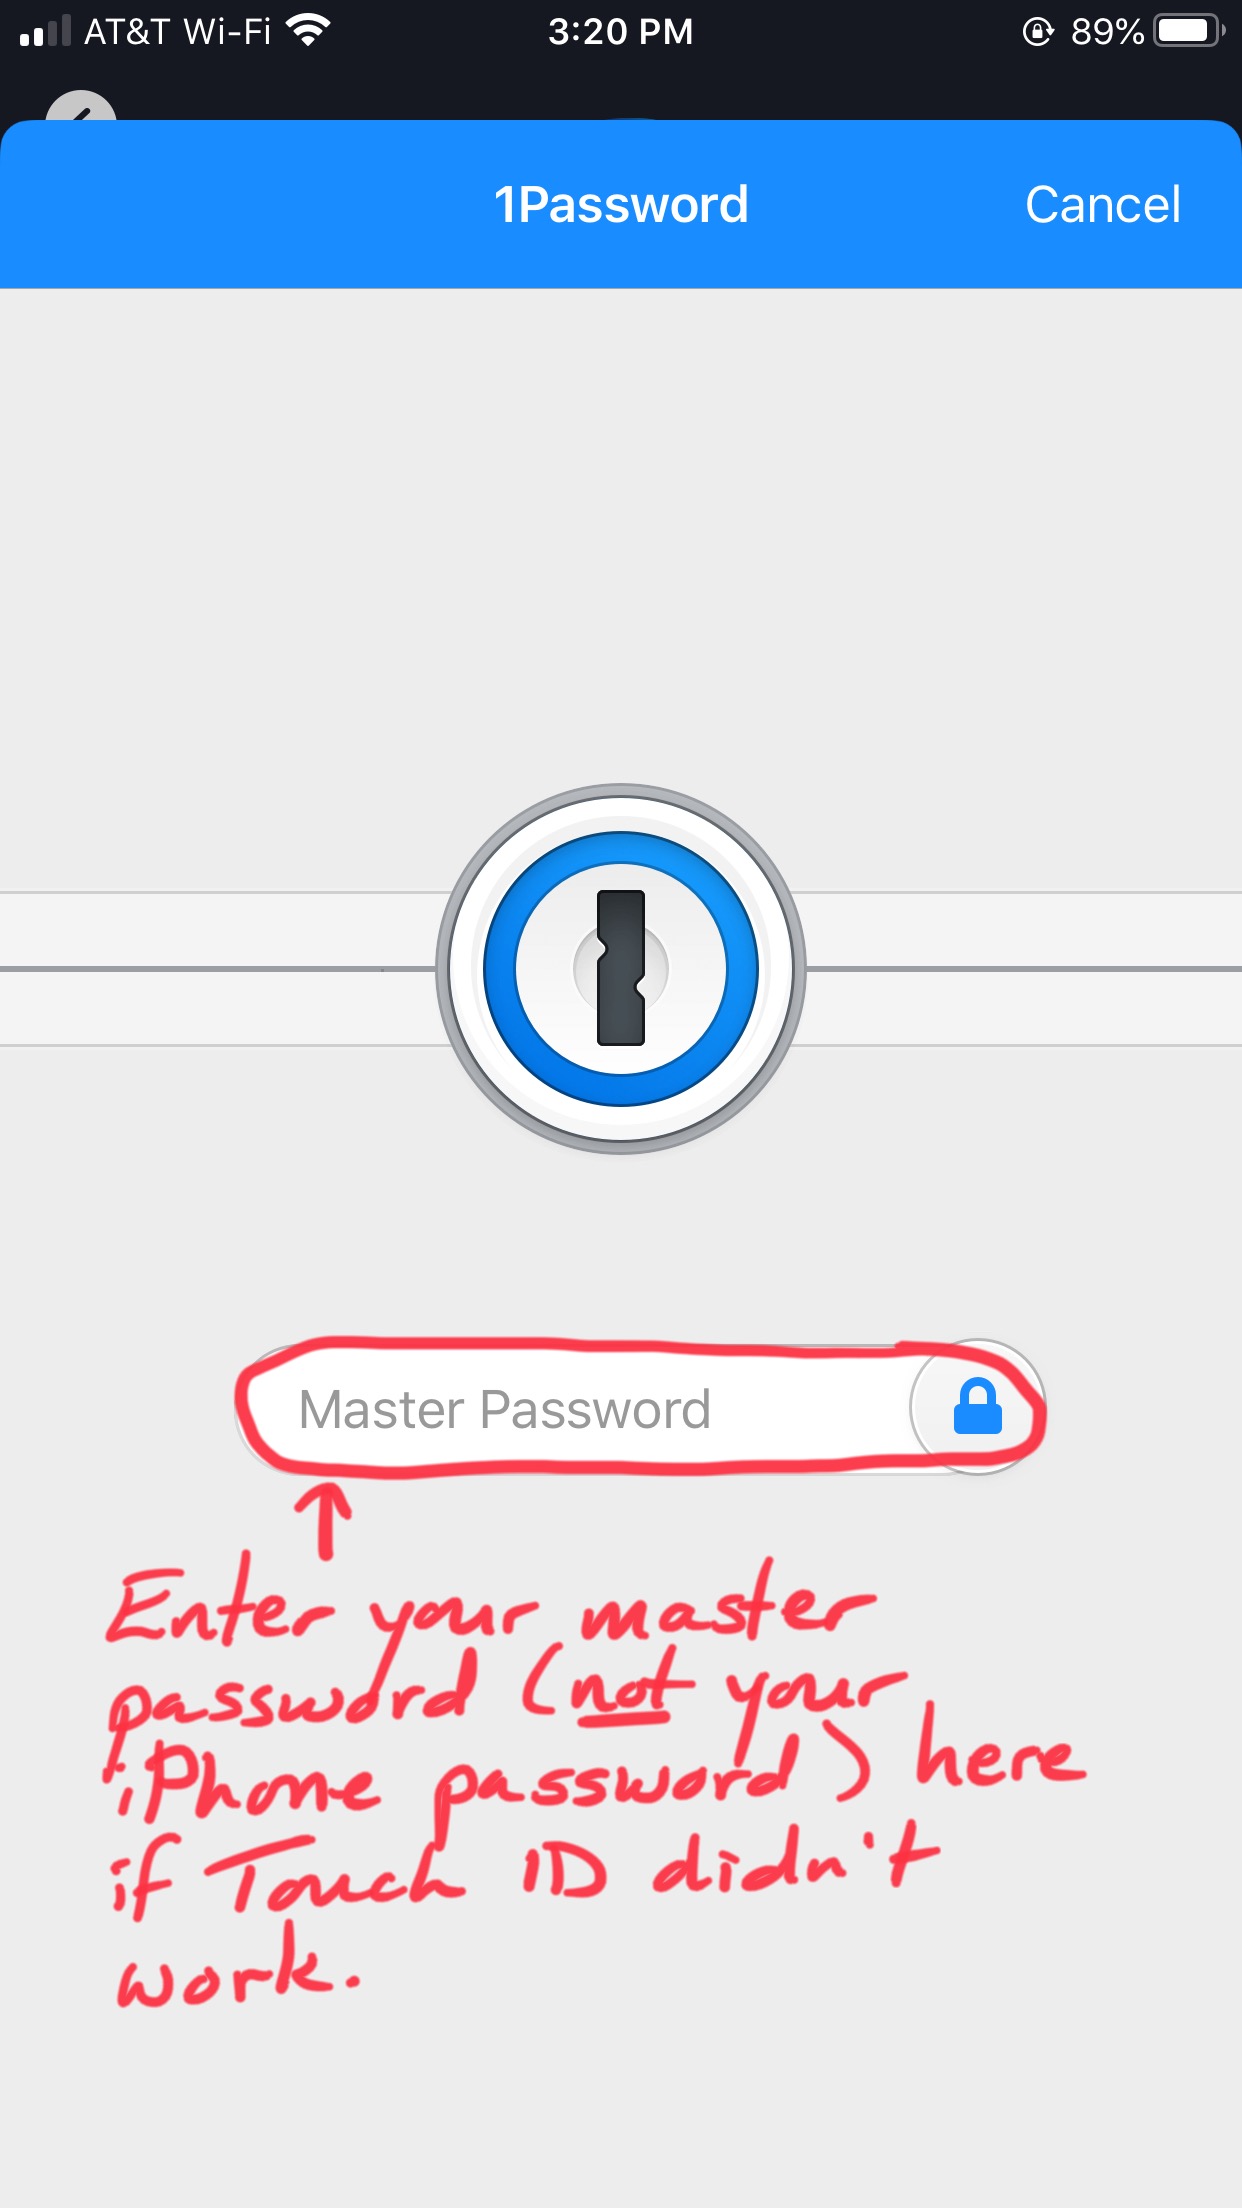 AT&T Wi-Fi 3:20 PM 89%
1Password Cancel
Master Password
Enter your master
password (not your
iPhone password) here
if Touch ID didn't
work.